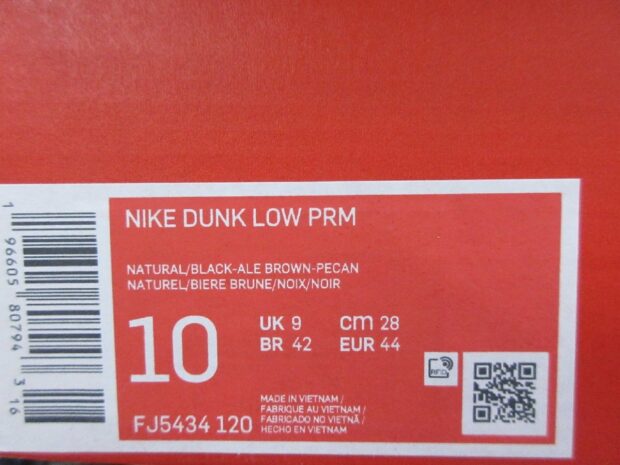 NIKE DUNK LOW PRM
NATURAL/BLACK-ALE BROWN-PECAN
NATUREL/BIERE BRUNE/NOIX/NOIR
10
UK 9 cm 28
BR 42 EUR 44
RFID
FJ5434 120
MADE IN VIETNAM /
FABRIQUE AU VIETNAM /
FABRICADO NO VIETNÃ /
HECHO EN VIETNAM
1 96605 80794 3 16